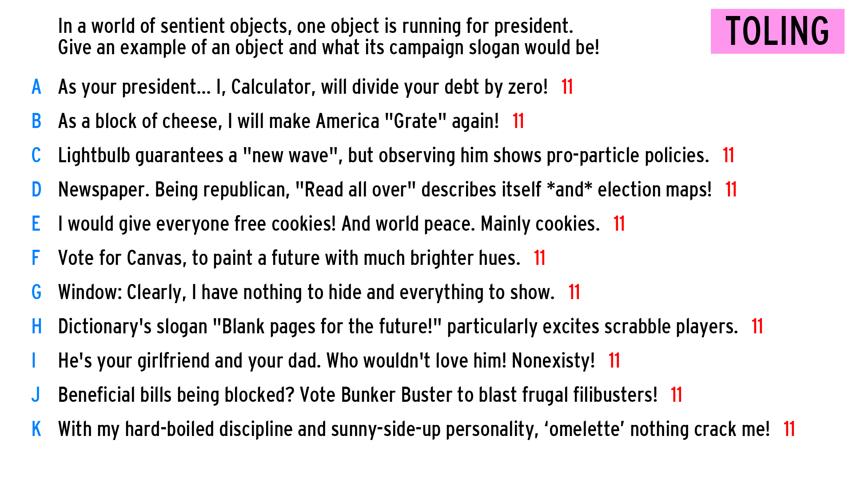 In a world of sentient objects, one object is running for president.
Give an example of an object and what its campaign slogan would be!
TOLING
A As your president... I, Calculator, will divide your debt by zero! 11
B As a block of cheese, I will make America "Grate" again! 11
C Lightbulb guarantees a "new wave", but observing him shows pro-particle policies. 11
D Newspaper. Being republican, "Read all over" describes itself *and* election maps! 11
E I would give everyone free cookies! And world peace. Mainly cookies. 11
F Vote for Canvas, to paint a future with much brighter hues. 11
G Window: Clearly, I have nothing to hide and everything to show. 11
H Dictionary's slogan "Blank pages for the future!" particularly excites scrabble players. 11
I He's your girlfriend and your dad. Who wouldn't love him! Nonexisty! 11
J Beneficial bills being blocked? Vote Bunker Buster to blast frugal filibusters! 11
K With my hard-boiled discipline and sunny-side-up personality, ‘omelette’ nothing crack me! 11